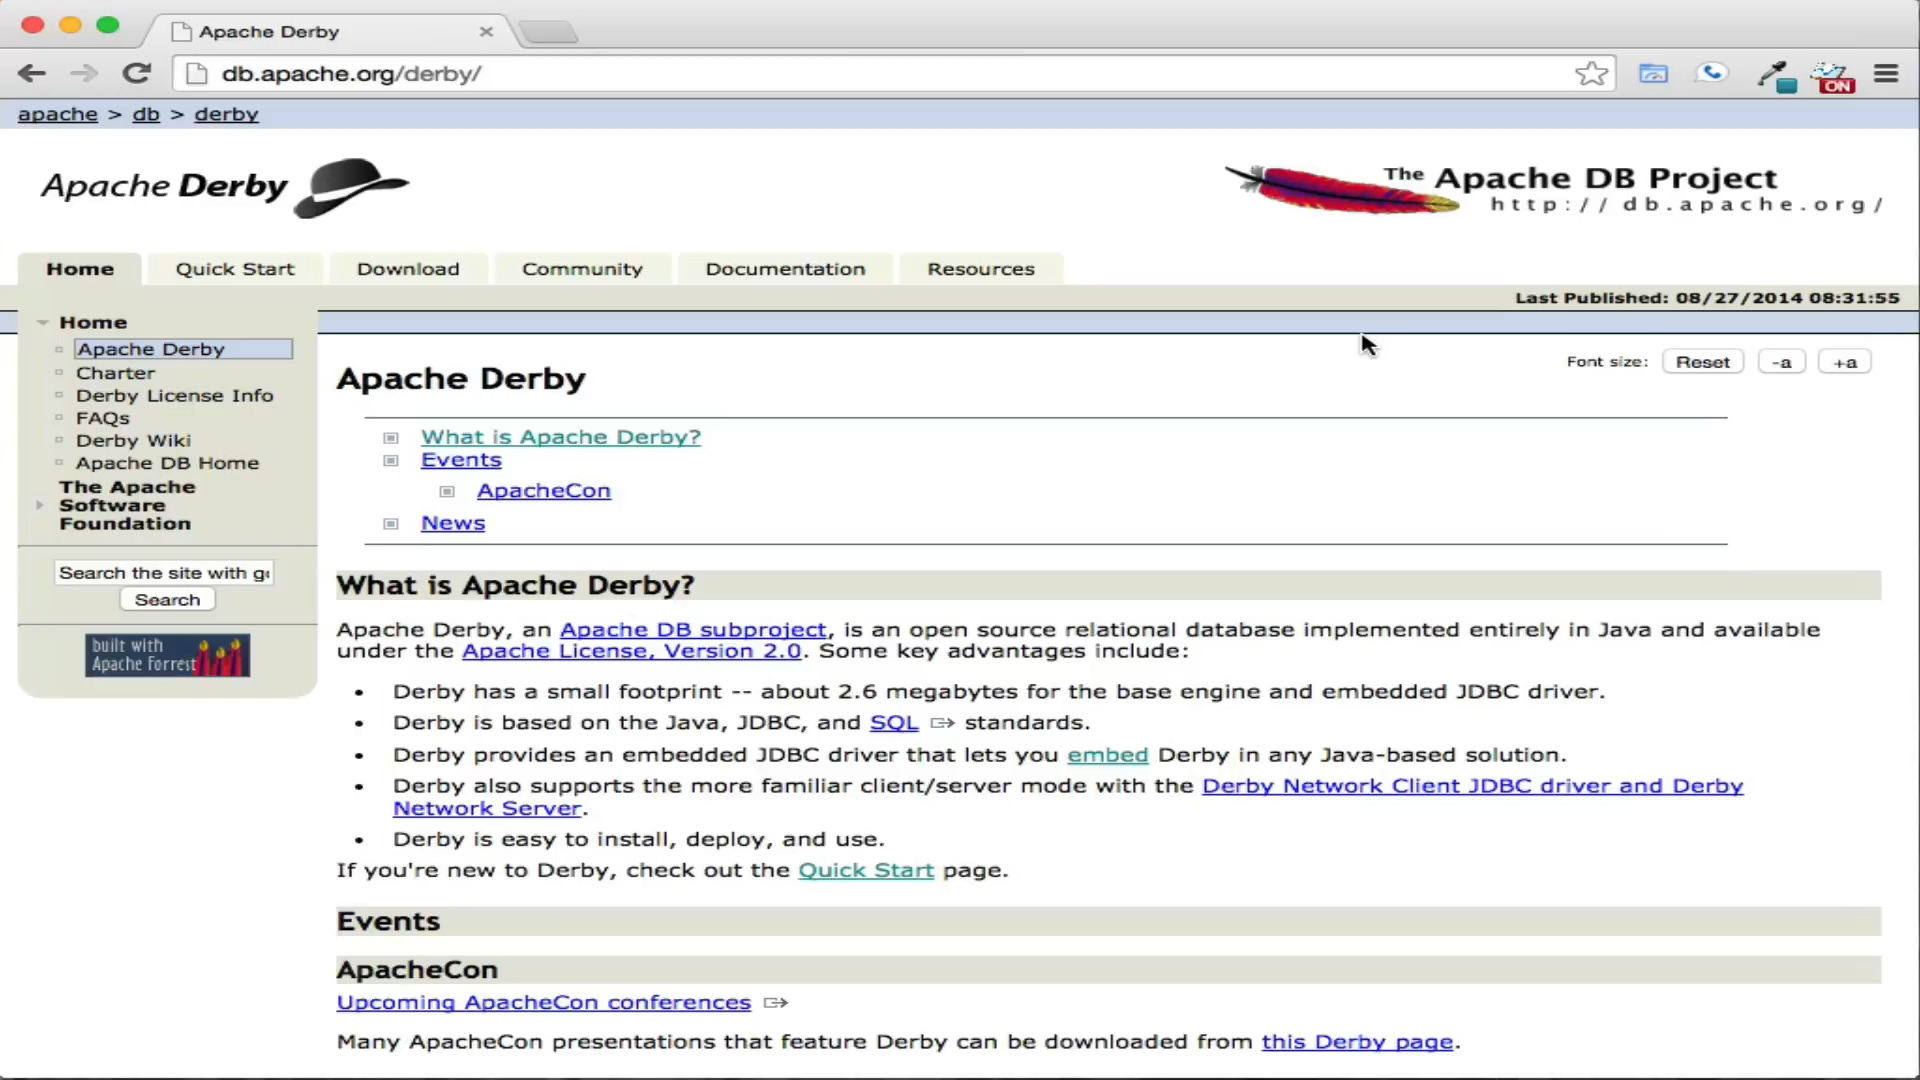 Apache Derby
db.apache.org/derby/
ON
apache > db > derby
Apache Derby
The Apache DB Project
http://db.apache.org/
Home
Quick Start
Download
Community
Documentation
Resources
Last Published: 08/27/2014 08:31:55
Home
Apache Derby
Charter
Derby License Info
FAQs
Derby Wiki
Apache DB Home
The Apache
Software
Foundation
Search the site with
Search
built with
Apache Forrest
Font size: Reset -a +a
Apache Derby
What is Apache Derby?
Events
ApacheCon
News
What is Apache Derby?
Apache Derby, an Apache DB subproject, is an open source relational database implemented entirely in Java and available
under the Apache License, Version 2.0. Some key advantages include:
• Derby has a small footprint -- about 2.6 megabytes for the base engine and embedded JDBC driver.
• Derby is based on the Java, JDBC, and SQL standards.
• Derby provides an embedded JDBC driver that lets you embed Derby in any Java-based solution.
• Derby also supports the more familiar client/server mode with the Derby Network Client JDBC driver and Derby
Network Server.
• Derby is easy to install, deploy, and use.
If you're new to Derby, check out the Quick Start page.
Events
ApacheCon
Upcoming ApacheCon conferences
Many ApacheCon presentations that feature Derby can be downloaded from this Derby page.